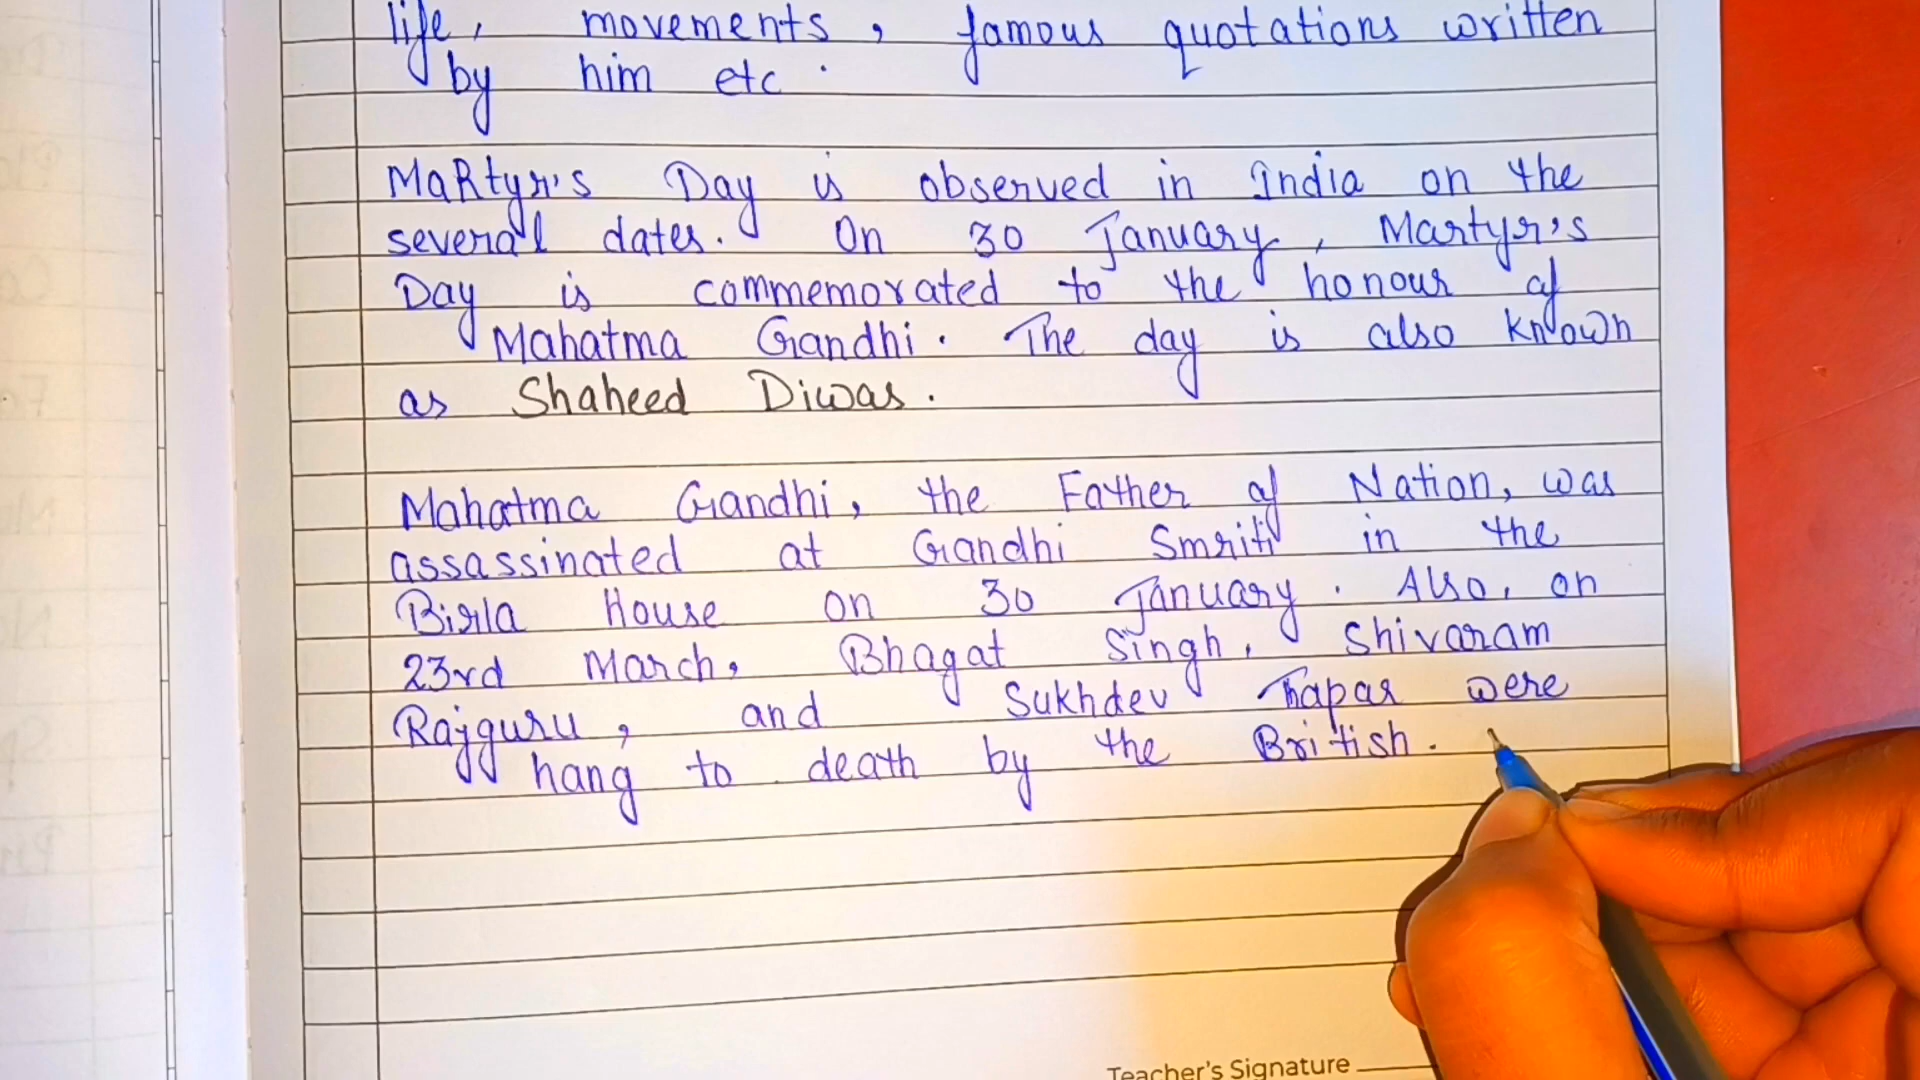 life, movements, famous quotations written
by him etc.
MaRtyr's Day is observed in India on the
several dates. On 30 January, Martyr's
Day is commemorated to the honour of
Mahatma Gandhi. The day is also known
as Shaheed Diwas.
Mahatma Gandhi, the Father of Nation, was
assassinated at Gandhi Smriti in the
Birla House on 30 January. Also, on
23rd March, Bhagat Singh, Shivaram
Rajguru, and Sukhdev Thapar were
hang to death by the British.
Teacher's Signature